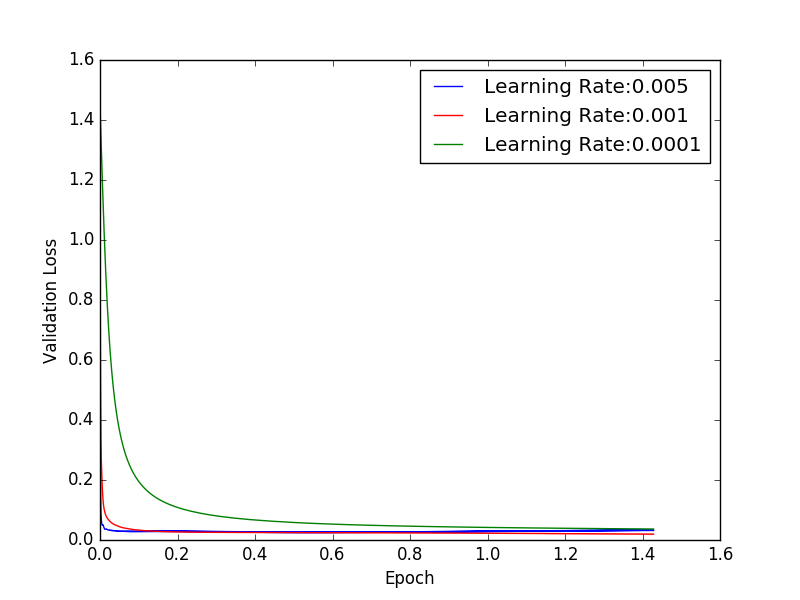 1.6
1.4
1.2
1.0
0.8
0.6
0.4
0.2
0.0
Validation Loss
Learning Rate:0.005
Learning Rate:0.001
Learning Rate:0.0001
0.0 0.2 0.4 0.6 0.8 1.0 1.2 1.4 1.6
Epoch